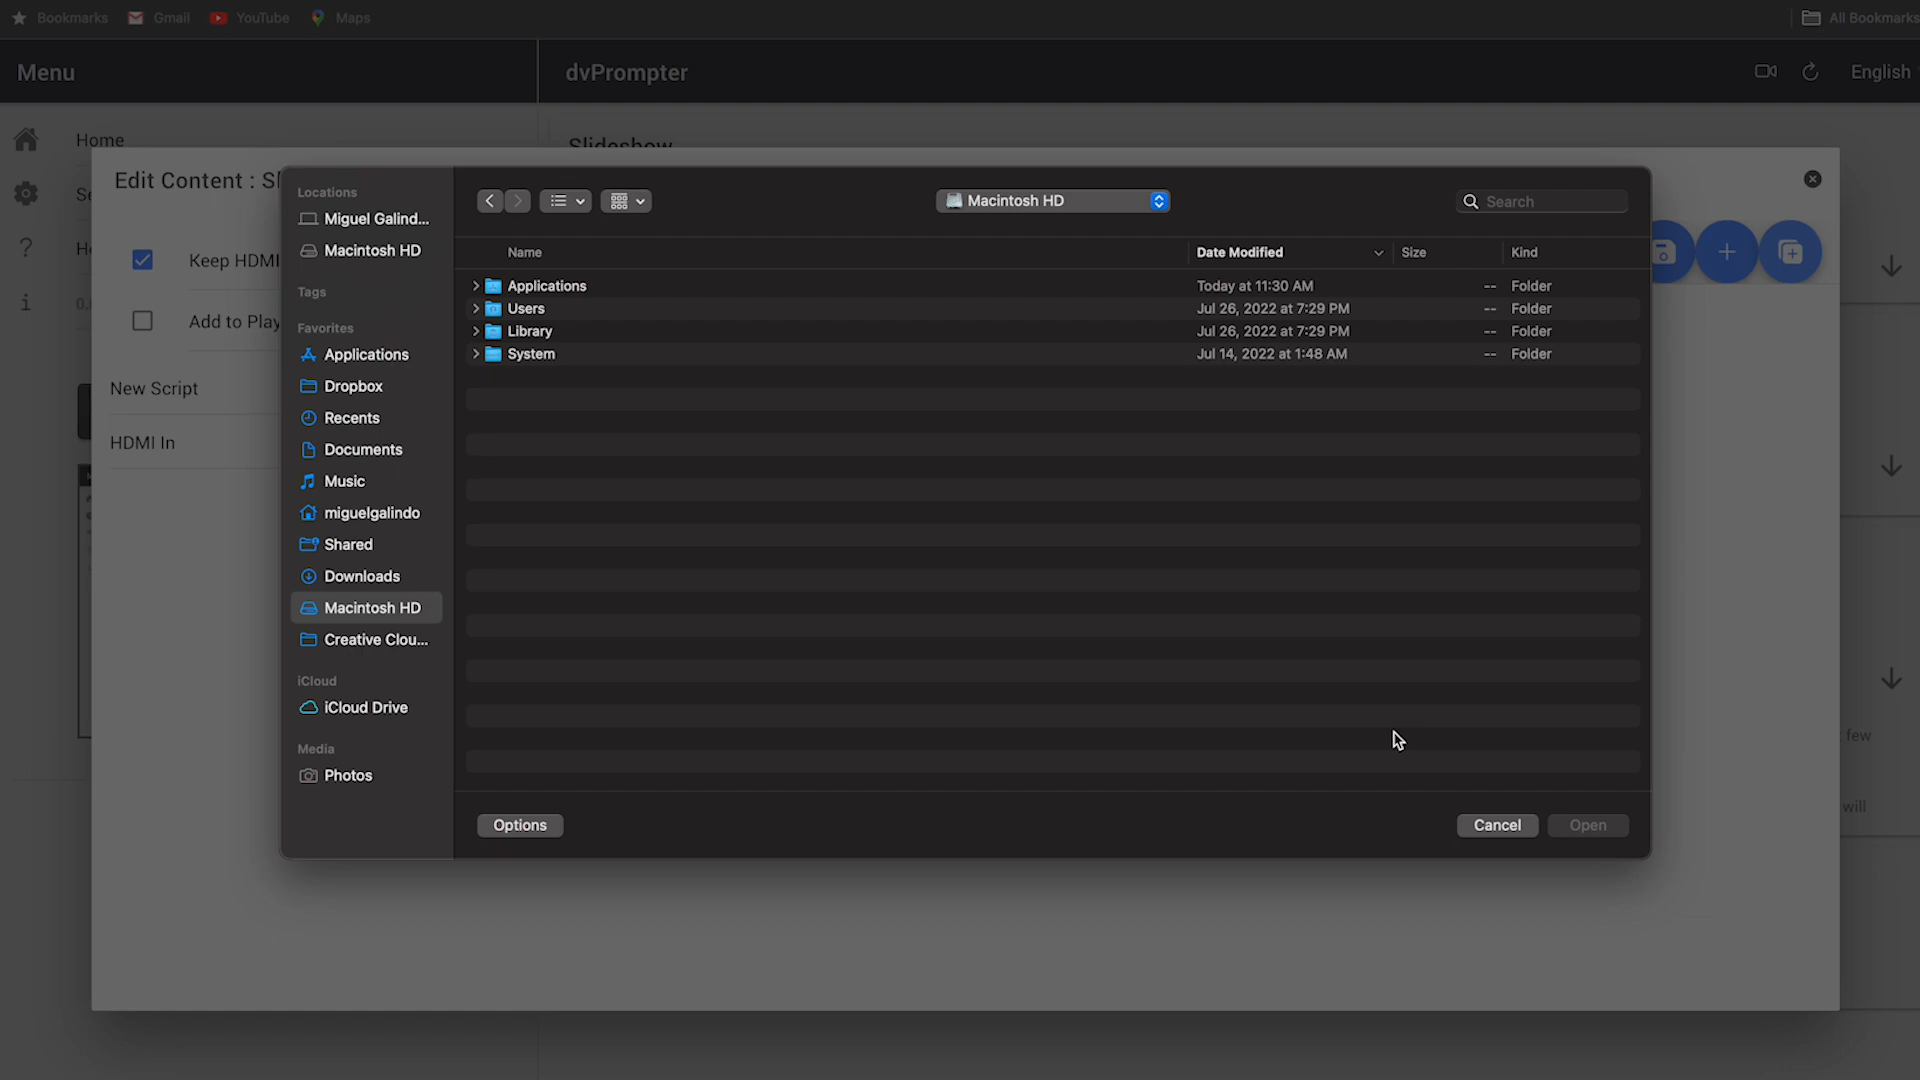 Bookmarks Gmail YouTube Maps All Bookmarks
Menu dvPrompter English
Home
Slideshow
Edit Content :
Keep HDMI
Add to
New Script
HDMI In
Locations
Miguel Galind...
Macintosh HD
Tags
Favorites
Applications
Dropbox
Recents
Documents
Music
miguelgalindo
Shared
Downloads
Macintosh HD
Creative Clou...
iCloud
iCloud Drive
Media
Photos
Macintosh HD Search
Name Date Modified Size Kind
Applications Today at 11:30 AM -- Folder
Users Jul 26, 2022 at 7:29 PM -- Folder
Library Jul 26, 2022 at 7:29 PM -- Folder
System Jul 14, 2022 at 1:48 AM -- Folder
Options Cancel Open
few
will